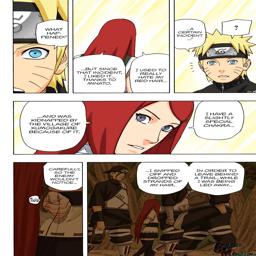 ?
A
CERTAIN
INCIDENT
WHAT
HAP-
PENED?
I USED TO
REALLY
HATE MY
RED HAIR...
...BUT SINCE
THAT INCIDENT,
I LIKED IT,
THANKS TO
MINATO.
I HAVE A
SLIGHTLY
SPECIAL
CHAKRA...
...AND WAS
KIDNAPPED BY
THE VILLAGE OF
KUMOGAKURE
BECAUSE OF IT.
IN ORDER TO
LEAVE BEHIND
A TRAIL WHILE
I WAS BEING
LED AWAY...
...I SNIPPED OFF
AND
DROPPED
STRANDS OF
MY HAIR...
CAREFULLY,
SO THE
ENEMY
WOULDN'T
NOTICE...